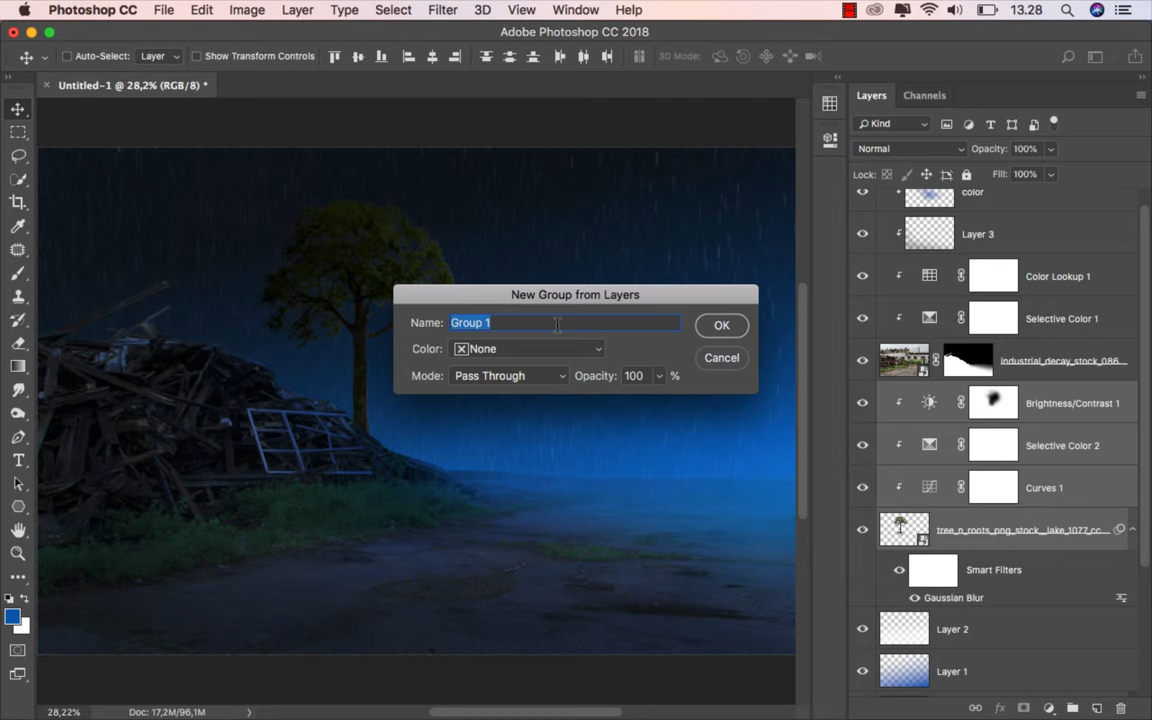 Photoshop CC File Edit Image Layer Type Select Filter 3D View Window Help 13.28
Adobe Photoshop CC 2018
Auto-Select: Layer Show Transform Controls 3D Mode:
Untitled-1 @ 28,2% (RGB/8) *
Layers Channels
Kind
Normal Opacity: 100%
Lock: Fill: 100%
color
Layer 3
Color Lookup 1
Selective Color 1
industrial_decay_stock_086...
Brightness/Contrast 1
Selective Color 2
Curves 1
tree_n_roots_png_stock__lake_1077_cc...
Smart Filters
Gaussian Blur
Layer 2
Layer 1
New Group from Layers
Name: Group 1 OK
Color: None Cancel
Mode: Pass Through Opacity: 100 %
28,22% Doc: 17,2M/96,1M